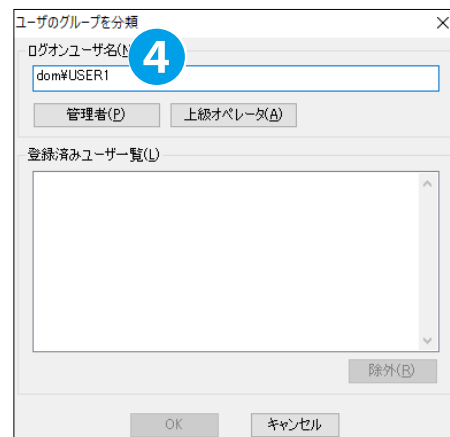 ユーザのグループを分類
ログオンユーザ名(N
4
dom¥USER1
管理者(P)
上級オペレータ(A)
登録済みユーザ一覧(L)
除外(R)
OK
キャンセル